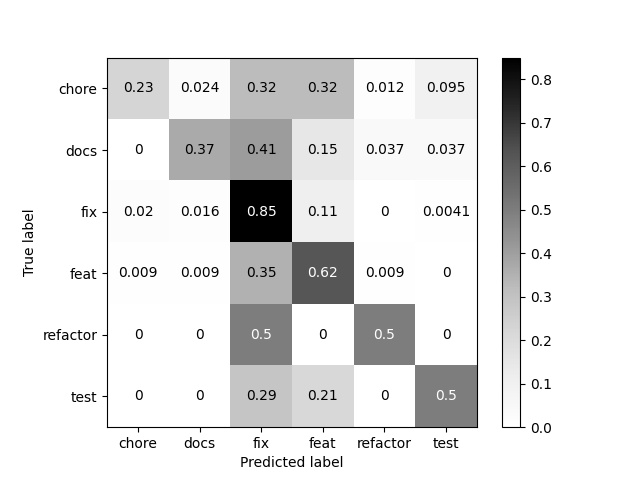 chore 0.23 0.024 0.32 0.32 0.012 0.095
docs 0 0.37 0.41 0.15 0.037 0.037
fix 0.02 0.016 0.85 0.11 0 0.0041
feat 0.009 0.009 0.35 0.62 0.009 0
refactor 0 0 0.5 0 0.5 0
test 0 0 0.29 0.21 0 0.5
chore docs fix feat refactor test
Predicted label
True label
0.8
0.7
0.6
0.5
0.4
0.3
0.2
0.1
0.0